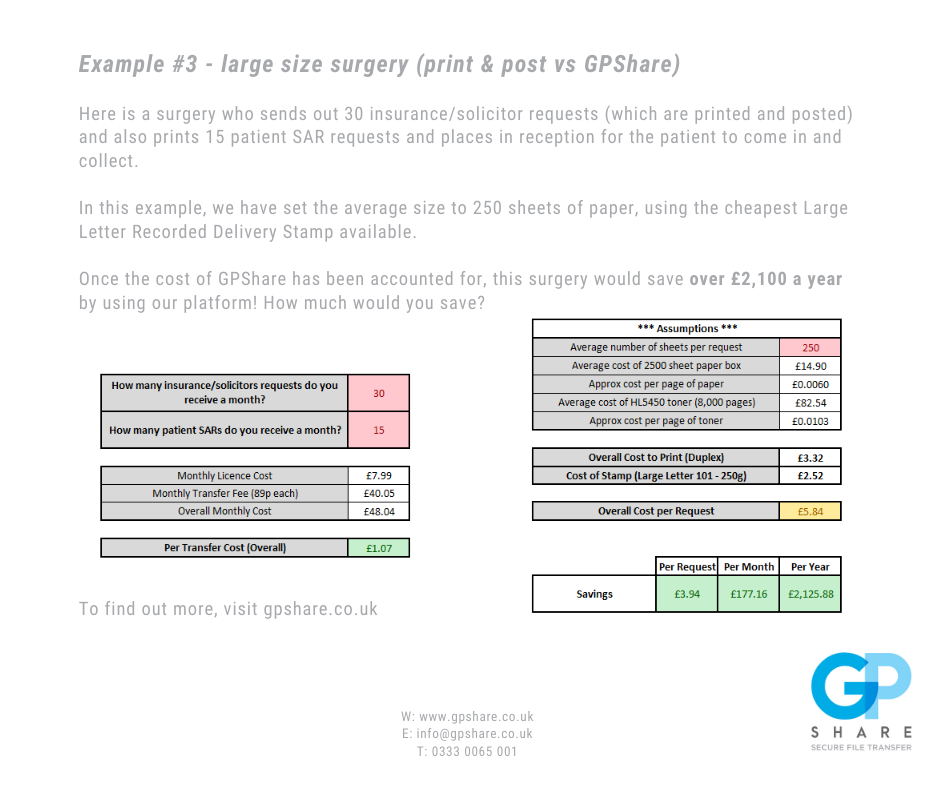 Example #3 - large size surgery (print & post vs GPShare)
Here is a surgery who sends out 30 insurance/solicitor requests (which are printed and posted)
and also prints 15 patient SAR requests and places in reception for the patient to come in and
collect.
In this example, we have set the average size to 250 sheets of paper, using the cheapest Large
Letter Recorded Delivery Stamp available.
Once the cost of GPShare has been accounted for, this surgery would save over £2,100 a year
by using our platform! How much would you save?
How many insurance/solicitors requests do you
receive a month?
30
How many patient SARs do you receive a month? 15
Monthly Licence Cost £7.99
Monthly Transfer Fee (89p each) £40.05
Overall Monthly Cost £48.04
Per Transfer Cost (Overall) £1.07
*** Assumptions ***
Average number of sheets per request 250
Average cost of 2500 sheet paper box £14.90
Approx cost per page of paper £0.0060
Average cost of HL5450 toner (8,000 pages) £82.54
Approx cost per page of toner £0.0103
Overall Cost to Print (Duplex) £3.32
Cost of Stamp (Large Letter 101 - 250g) £2.52
Overall Cost per Request £5.84
Per Request Per Month Per Year
Savings £3.94 £177.16 £2,125.88
To find out more, visit gpshare.co.uk
W: www.gpshare.co.uk
E: info@gpshare.co.uk
T: 0333 0065 001
GP
SHARE
SECURE FILE TRANSFER